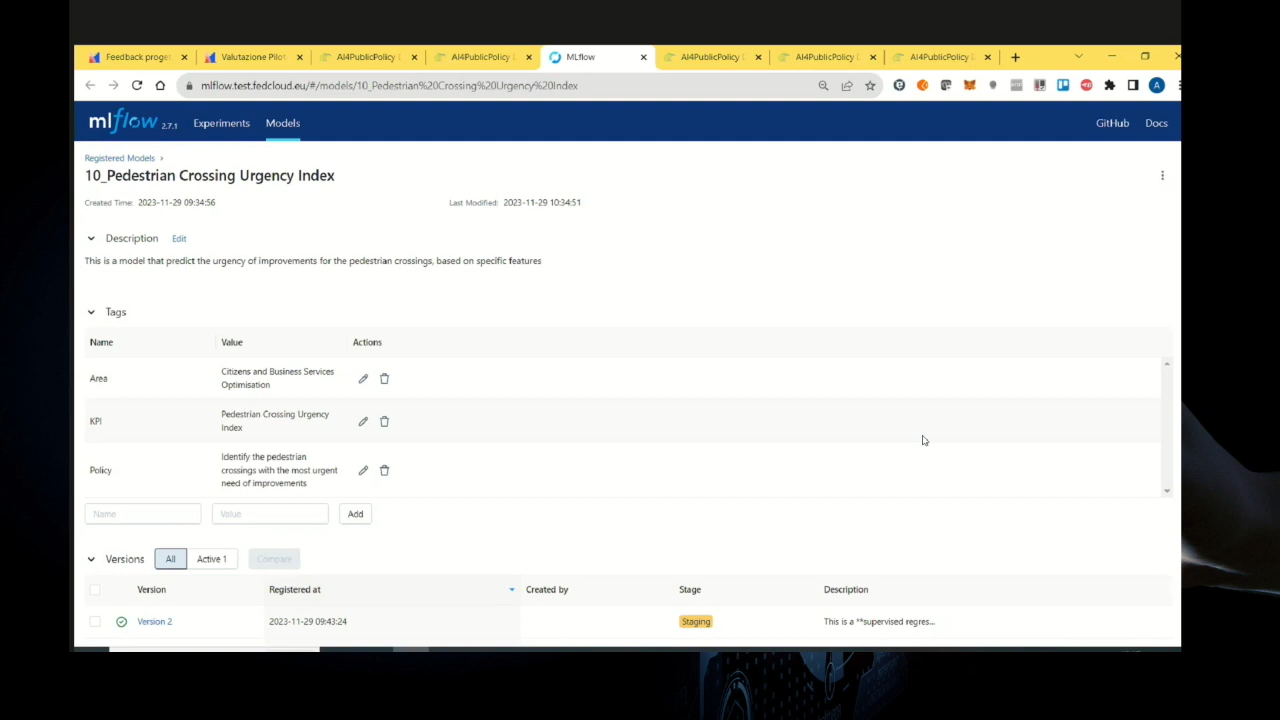 Feedback proge
Valutazione Pilot
AI4PublicPolicy
AI4PublicPolicy
MLflow
AI4PublicPolicy
AI4PublicPolicy
AI4PublicPolicy
mlflow.test.fedcloud.eu/#/models/10_Pedestrian%20Crossing%20Urgency%20Index
A
mlflow 2.7.1 Experiments Models GitHub Docs
Registered Models
10_Pedestrian Crossing Urgency Index
Created Time: 2023-11-29 09:34:56 Last Modified: 2023-11-29 10:34:51
Description Edit
This is a model that predict the urgency of improvements for the pedestrian crossings, based on specific features
Tags
Name Value Actions
Area
Citizens and Business Services
Optimisation
KPI
Pedestrian Crossing Urgency
Index
Policy
Identify the pedestrian
crossings with the most urgent
need of improvements
Name Value Add
Versions All Active 1 Compare
Version Registered at Created by Stage Description
Version 2 2023-11-29 09:43:24 Staging This is a **supervised regres...